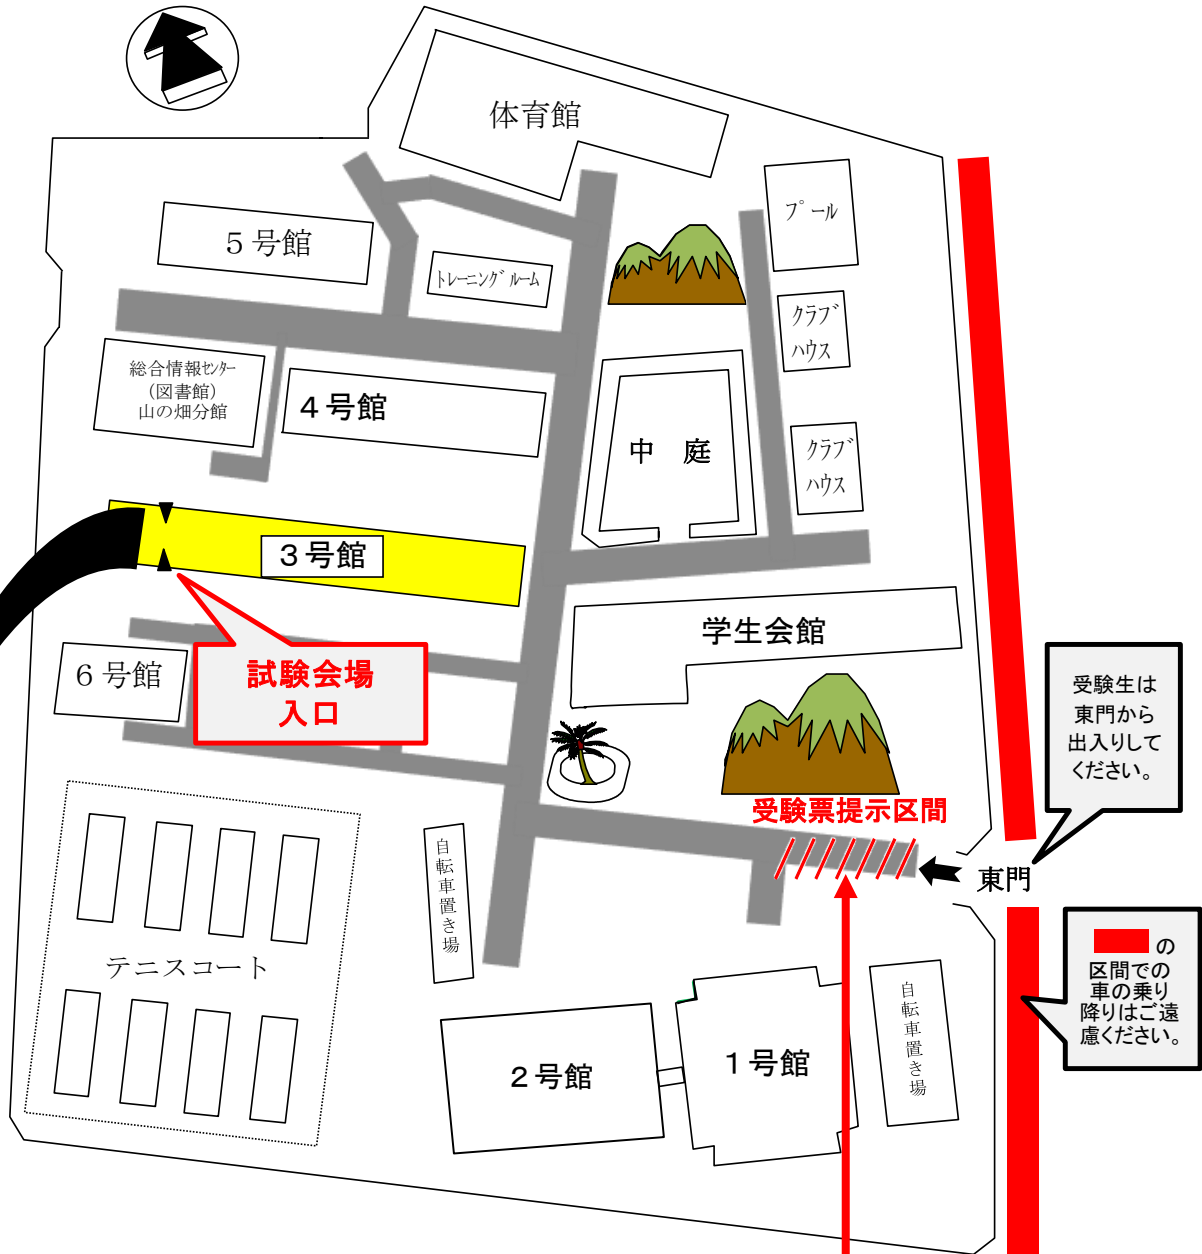 体育館
プール
５号館
トレーニングルーム
クラブ
ハウス
総合情報センター
（図書館）
山の畑分館
４号館
中　庭
クラブ
ハウス
３号館
学生会館
６号館
試験会場
入口
受験生は
東門から
出入りして
ください。
受験票提示区間
東門
自転車置き場
の
区間での
車の乗り
降りはご遠
慮ください。
テニスコート
自転車置き場
２号館
１号館